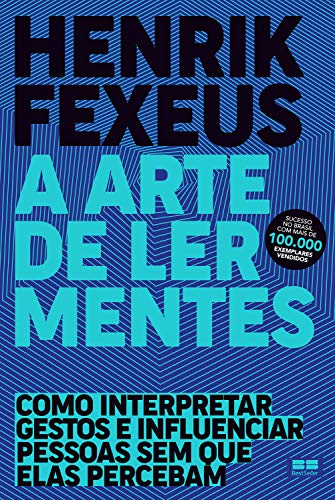 HENRIK
FEXEUS
A ARTE
DE LER
MENTES
SUCESSO
NO BRASIL
COM MAIS DE
100.000
EXEMPLARES
VENDIDOS
COMO INTERPRETAR
GESTOS E INFLUENCIAR
PESSOAS SEM QUE
ELAS PERCEBAM
BestSeller